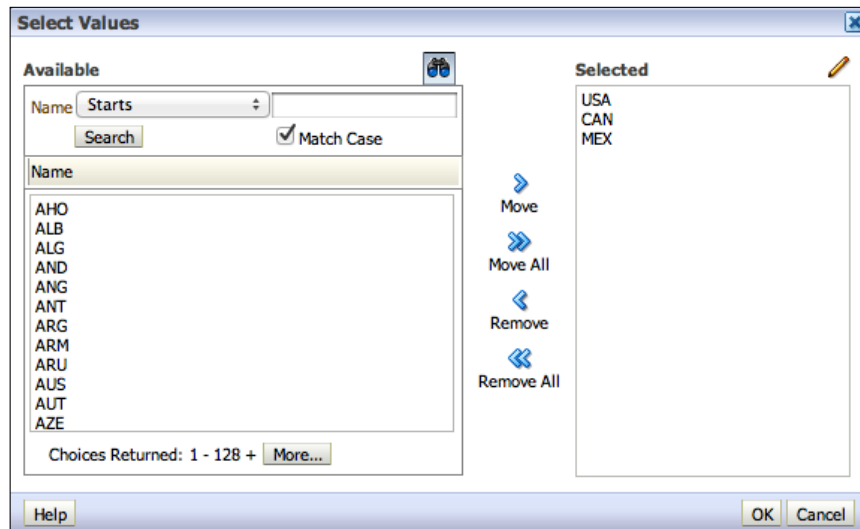 Select Values
Available
Name Starts
Search Match Case
Name
AHO
ALB
ALG
AND
ANG
ANT
ARG
ARM
ARU
AUS
AUT
AZE
Choices Returned: 1 - 128 + More...
Move
Move All
Remove
Remove All
Selected
USA
CAN
MEX
Help OK Cancel